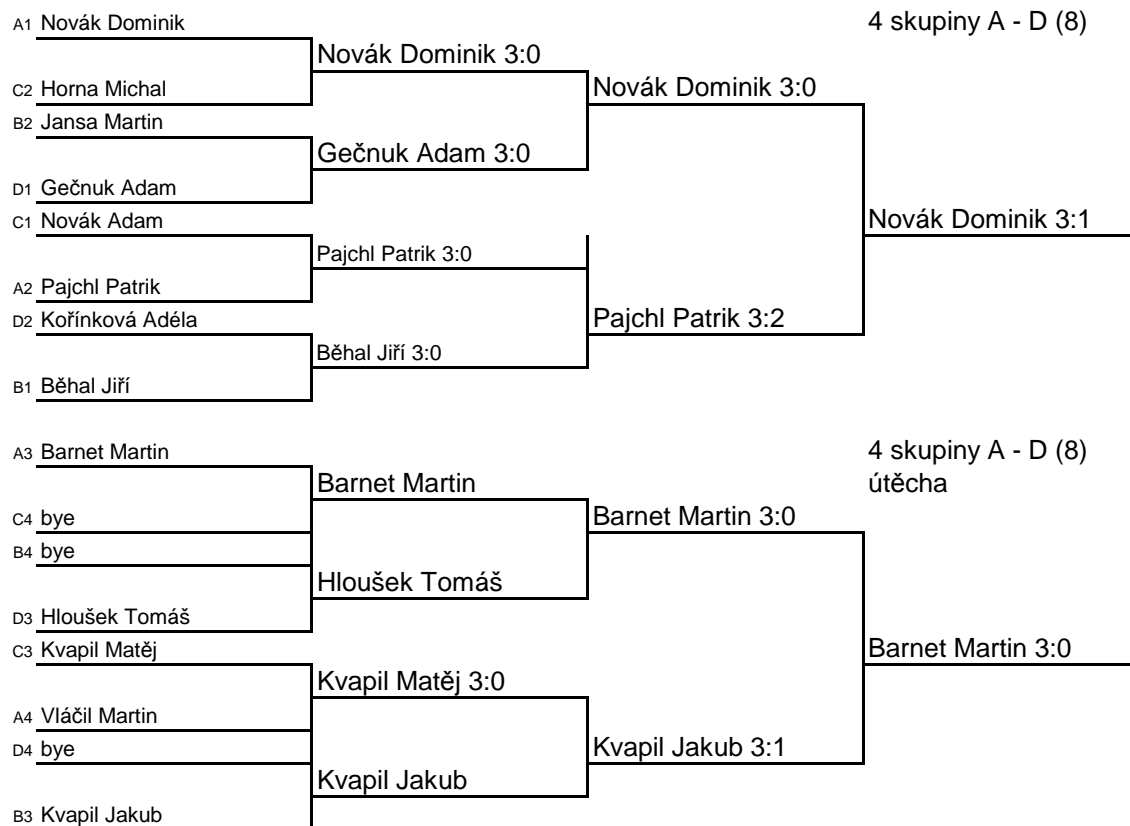 A1 Novák Dominik
4 skupiny A - D (8)
Novák Dominik 3:0
C2 Horna Michal
Novák Dominik 3:0
B2 Jansa Martin
Gečnuk Adam 3:0
D1 Gečnuk Adam
C1 Novák Adam
Novák Dominik 3:1
Pajchl Patrik 3:0
A2 Pajchl Patrik
D2 Kořínková Adéla
Pajchl Patrik 3:2
Běhal Jiří 3:0
B1 Běhal Jiří
A3 Barnet Martin
4 skupiny A - D (8)
útěcha
Barnet Martin
C4 bye
Barnet Martin 3:0
B4 bye
Hloušek Tomáš
D3 Hloušek Tomáš
C3 Kvapil Matěj
Barnet Martin 3:0
Kvapil Matěj 3:0
A4 Vláčil Martin
D4 bye
Kvapil Jakub 3:1
Kvapil Jakub
B3 Kvapil Jakub